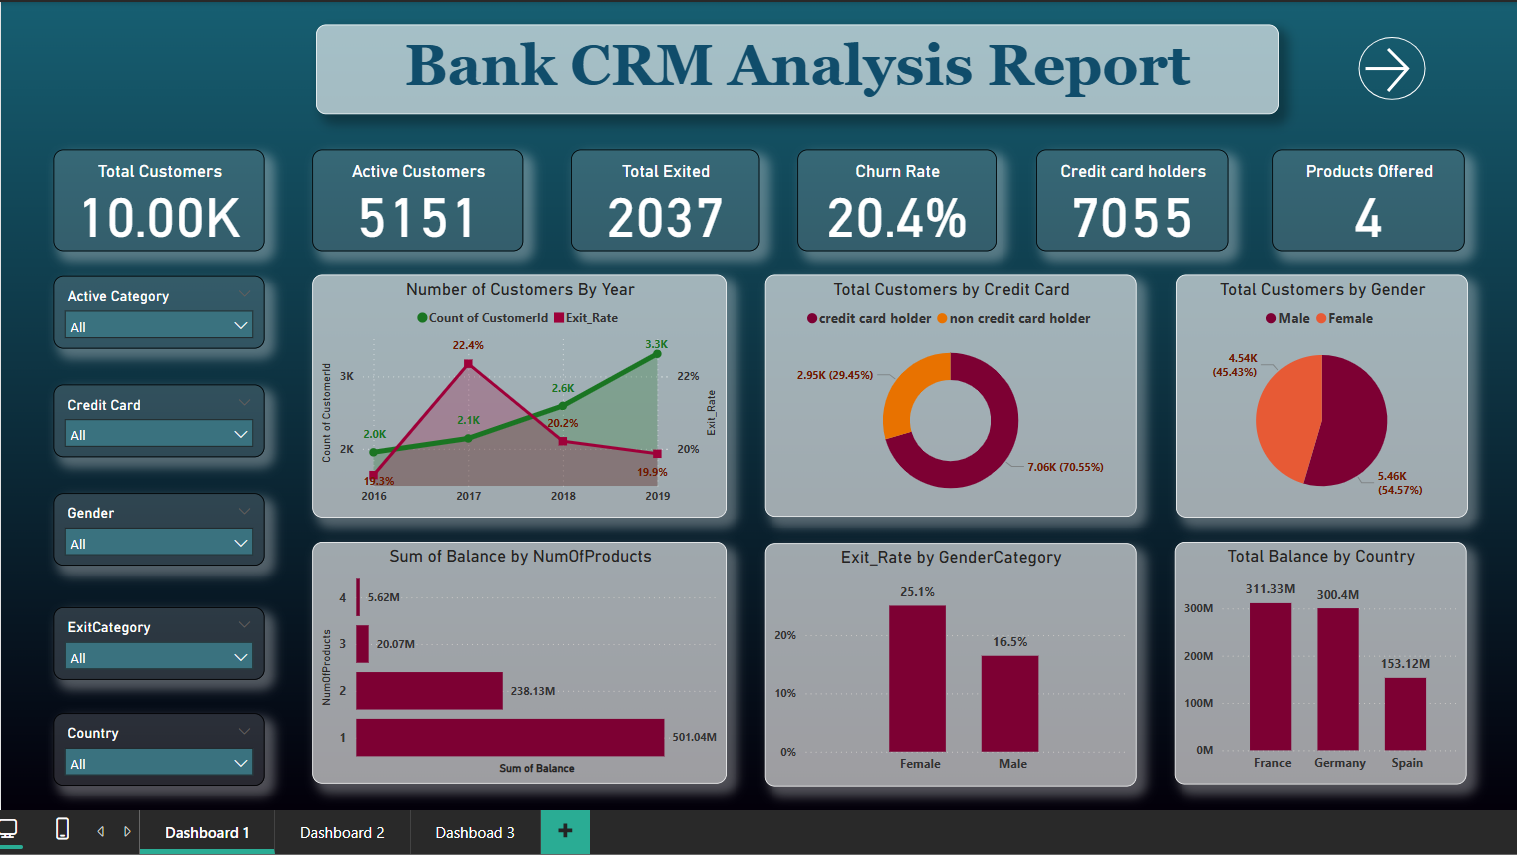 Bank CRM Analysis Report
Total Customers
10.00K
Active Customers
5151
Total Exited
2037
Churn Rate
20.4%
Credit card holders
7055
Products Offered
4
Active Category
All
Credit Card
All
Gender
All
ExitCategory
All
Country
All
Number of Customers By Year
Count of CustomerId Exit_Rate
Count of CustomerId
3K
2K
2.0K
2.1K
2.6K
3.3K
19.3%
22.4%
20.2%
19.9%
22%
20%
Exit_Rate
2016 2017 2018 2019
Total Customers by Credit Card
credit card holder non credit card holder
2.95K (29.45%)
7.06K (70.55%)
Total Customers by Gender
Male Female
4.54K
(45.43%)
5.46K
(54.57%)
Sum of Balance by NumOfProducts
NumOfProducts
4 5.62M
3 20.07M
2 238.13M
1 501.04M
Sum of Balance
Exit_Rate by GenderCategory
20%
10%
0%
25.1%
16.5%
Female Male
Total Balance by Country
300M
200M
100M
0M
311.33M
300.4M
153.12M
France Germany Spain
Dashboard 1 Dashboard 2 Dashboad 3 +